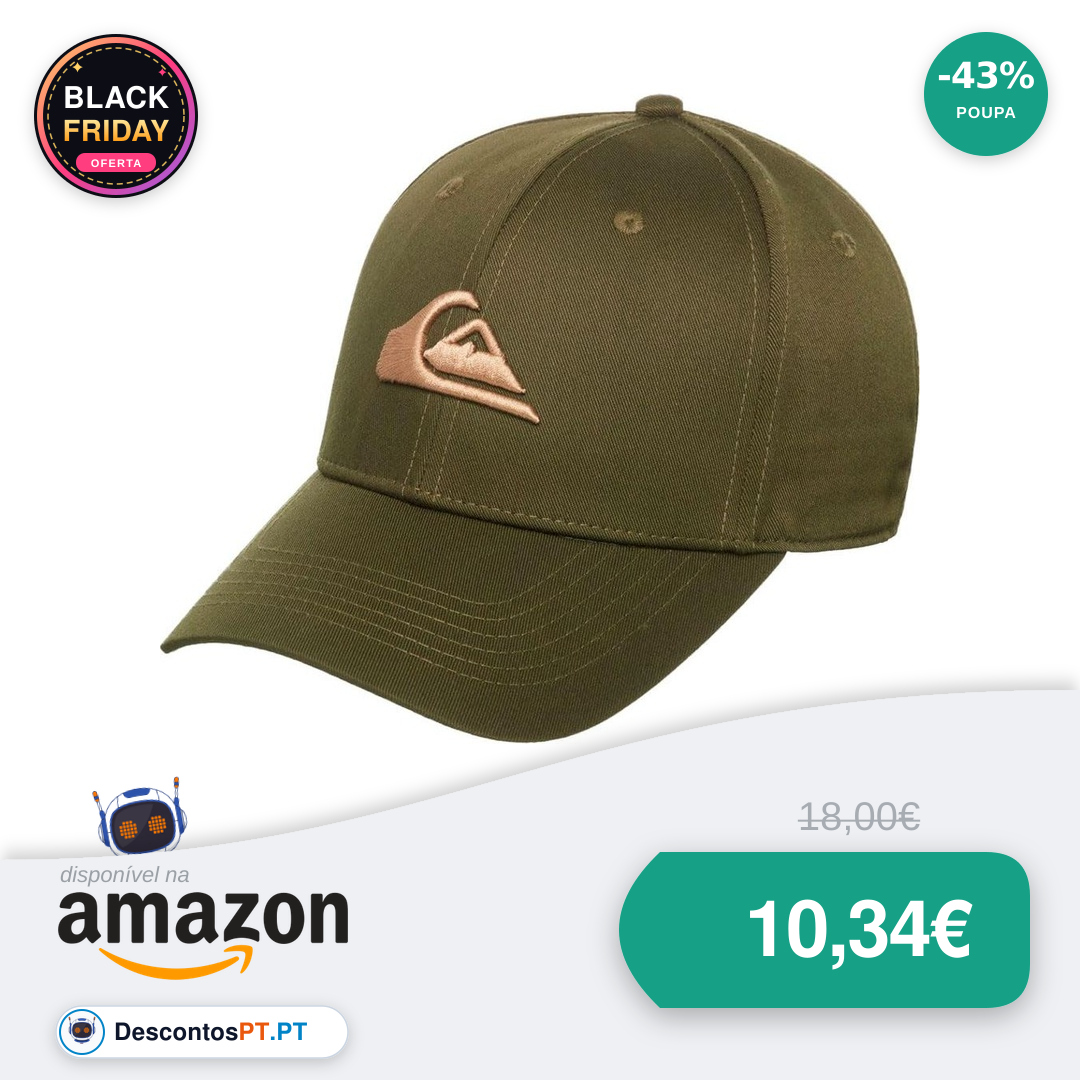 BLACK
FRIDAY
OFERTA
-43%
POUPA
18,00€
10,34€
disponível na
amazon
DescontosPT.PT